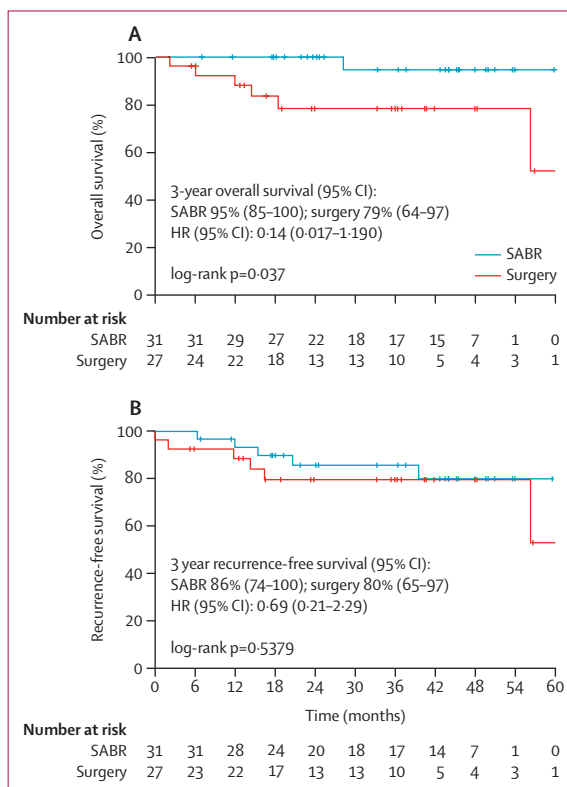 A
Overall survival (%)
100
80
60
40
20
0
3-year overall survival (95% CI):
SABR 95% (85–100); surgery 79% (64–97)
HR (95% CI): 0·14 (0·017–1·190)
log-rank p=0·037
SABR
Surgery
Number at risk
SABR 31 31 29 27 22 18 17 15 7 1 0
Surgery 27 24 22 18 13 13 10 5 4 3 1
B
Recurrence-free survival (%)
100
80
60
40
20
0
3 year recurrence-free survival (95% CI):
SABR 86% (74–100); surgery 80% (65–97)
HR (95% CI): 0·69 (0·21–2·29)
log-rank p=0·5379
0 6 12 18 24 30 36 42 48 54 60
Time (months)
Number at risk
SABR 31 31 28 24 20 18 17 14 7 1 0
Surgery 27 23 22 17 13 13 10 5 4 3 1